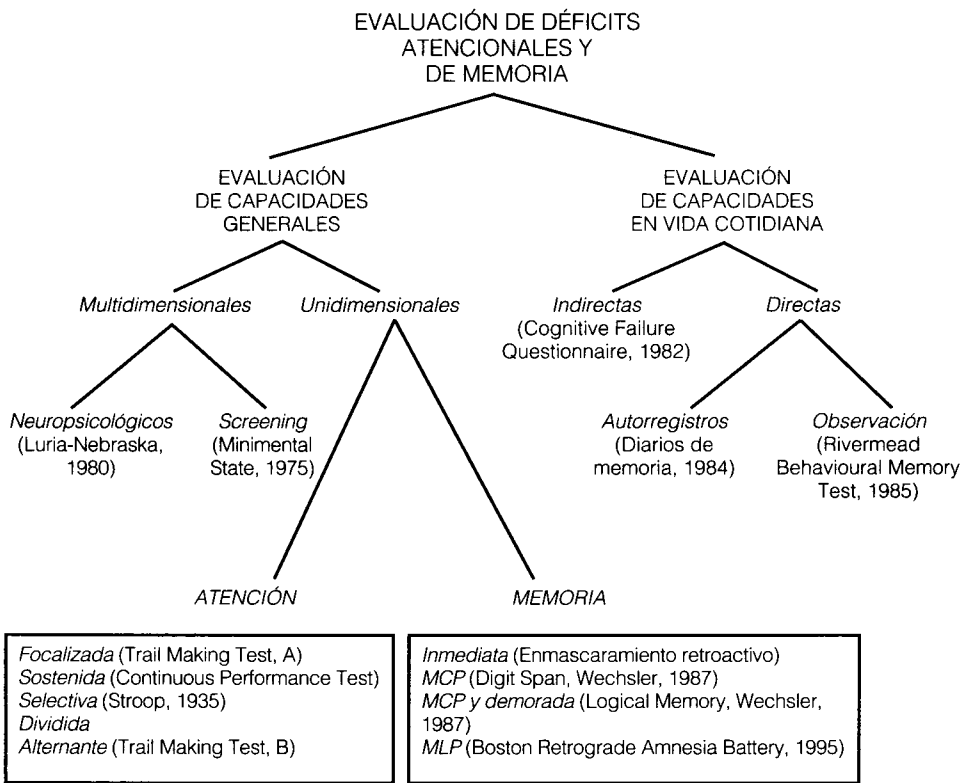 EVALUACIÓN DE DÉFICITS
ATENCIONALES Y
DE MEMORIA
EVALUACIÓN
DE CAPACIDADES
GENERALES
EVALUACIÓN
DE CAPACIDADES
EN VIDA COTIDIANA
Multidimensionales
Unidimensionales
Indirectas
(Cognitive Failure
Questionnaire, 1982)
Directas
Neuropsicológicos
(Luria-Nebraska,
1980)
Screening
(Minimental
State, 1975)
Autorregistros
(Diarios de
memoria, 1984)
Observación
(Rivermead
Behavioural Memory
Test, 1985)
ATENCIÓN
MEMORIA
Focalizada (Trail Making Test, A)
Sostenida (Continuous Performance Test)
Selectiva (Stroop, 1935)
Dividida
Alternante (Trail Making Test, B)
Inmediata (Enmascaramiento retroactivo)
MCP (Digit Span, Wechsler, 1987)
MCP y demorada (Logical Memory, Wechsler,
1987)
MLP (Boston Retrograde Amnesia Battery, 1995)